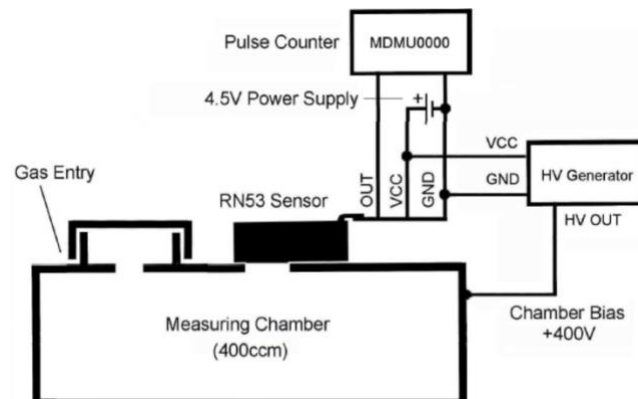 Pulse Counter
MDMU0000
4.5V Power Supply
+
VCC
Gas Entry
RN53 Sensor
OUT
VCC
GND
GND
HV Generator
HV OUT
Measuring Chamber
(400ccm)
Chamber Bias
+400V